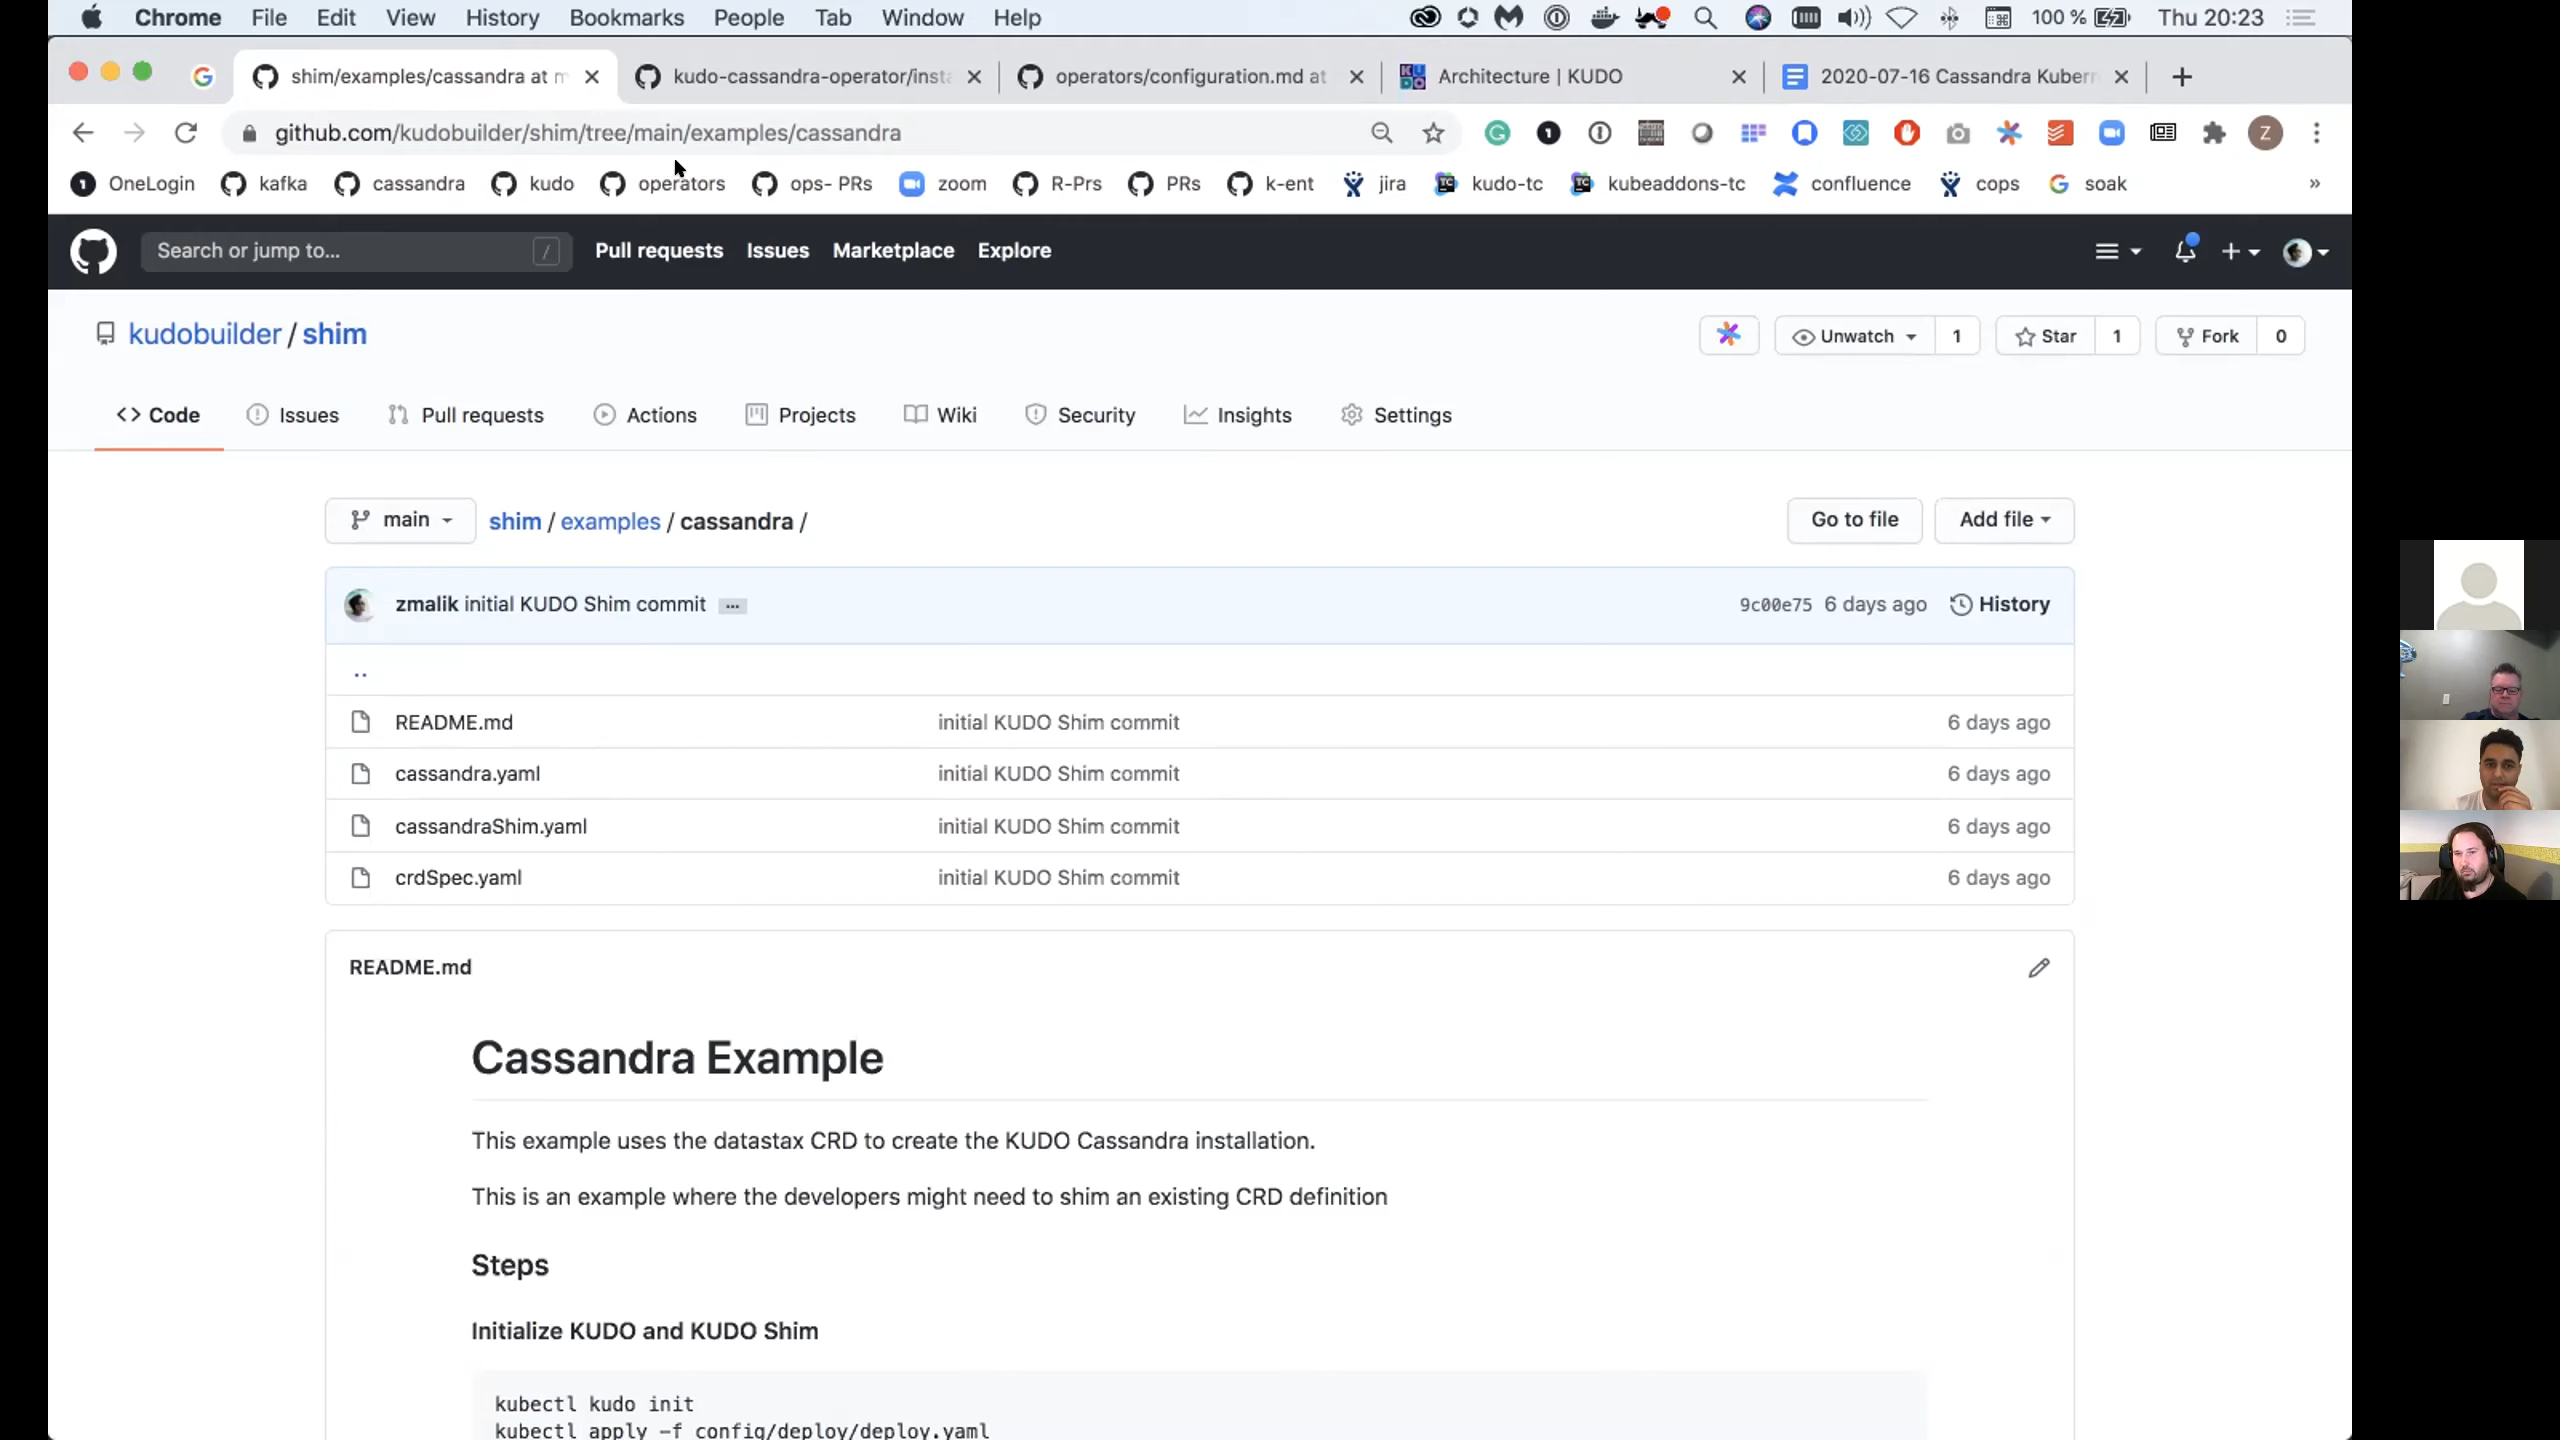 Chrome File Edit View History Bookmarks People Tab Window Help 100 % Thu 20:23
shim/examples/cassandra at m kudo-cassandra-operator/insta operators/configuration.md at Architecture | KUDO 2020-07-16 Cassandra Kubern
github.com/kudobuilder/shim/tree/main/examples/cassandra Z
OneLogin kafka cassandra kudo operators ops- PRs zoom R-Prs PRs k-ent jira kudo-tc kubeaddons-tc confluence cops soak »
Search or jump to... / Pull requests Issues Marketplace Explore
kudobuilder / shim Unwatch 1 Star 1 Fork 0
Code Issues Pull requests Actions Projects Wiki Security Insights Settings
main shim / examples / cassandra / Go to file Add file
zmalik initial KUDO Shim commit ... 9c00e75 6 days ago History
..
README.md initial KUDO Shim commit 6 days ago
cassandra.yaml initial KUDO Shim commit 6 days ago
cassandraShim.yaml initial KUDO Shim commit 6 days ago
crdSpec.yaml initial KUDO Shim commit 6 days ago
README.md
Cassandra Example
This example uses the datastax CRD to create the KUDO Cassandra installation.
This is an example where the developers might need to shim an existing CRD definition
Steps
Initialize KUDO and KUDO Shim
kubectl kudo init
kubectl apply -f config/deploy/deploy.yaml